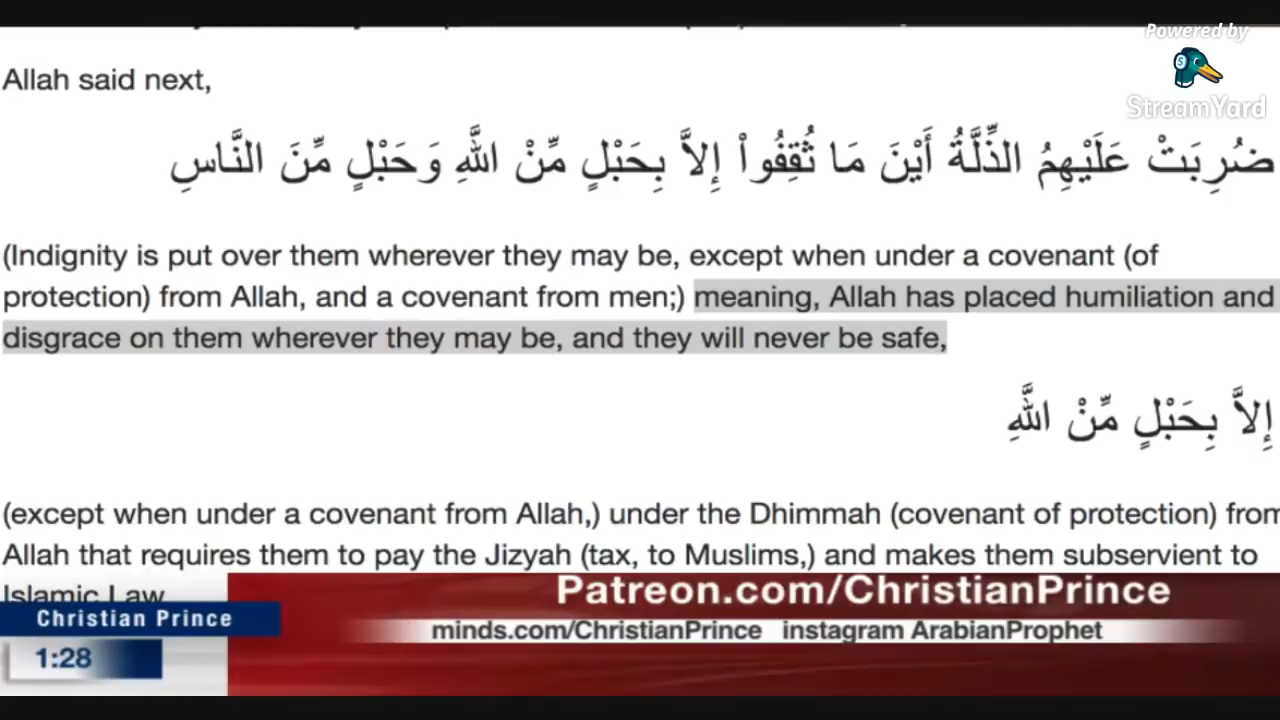 Powered by
StreamYard
Allah said next,
ضُرِبَتْ عَلَيْهِمُ الذِّلَّةُ أَيْنَ مَا ثُقِفُواْ إِلاَّ بِحَبْلٍ مِّنْ اللَّهِ وَحَبْلٍ مِّنَ النَّاسِ
(Indignity is put over them wherever they may be, except when under a covenant (of
protection) from Allah, and a covenant from men;) meaning, Allah has placed humiliation and
disgrace on them wherever they may be, and they will never be safe,
إِلاَّ بِحَبْلٍ مِّنْ اللَّهِ
(except when under a covenant from Allah,) under the Dhimmah (covenant of protection) from
Allah that requires them to pay the Jizyah (tax, to Muslims,) and makes them subservient to
Islamic Law
Patreon.com/ChristianPrince
Christian Prince
minds.com/ChristianPrince instagram ArabianProphet
1:28